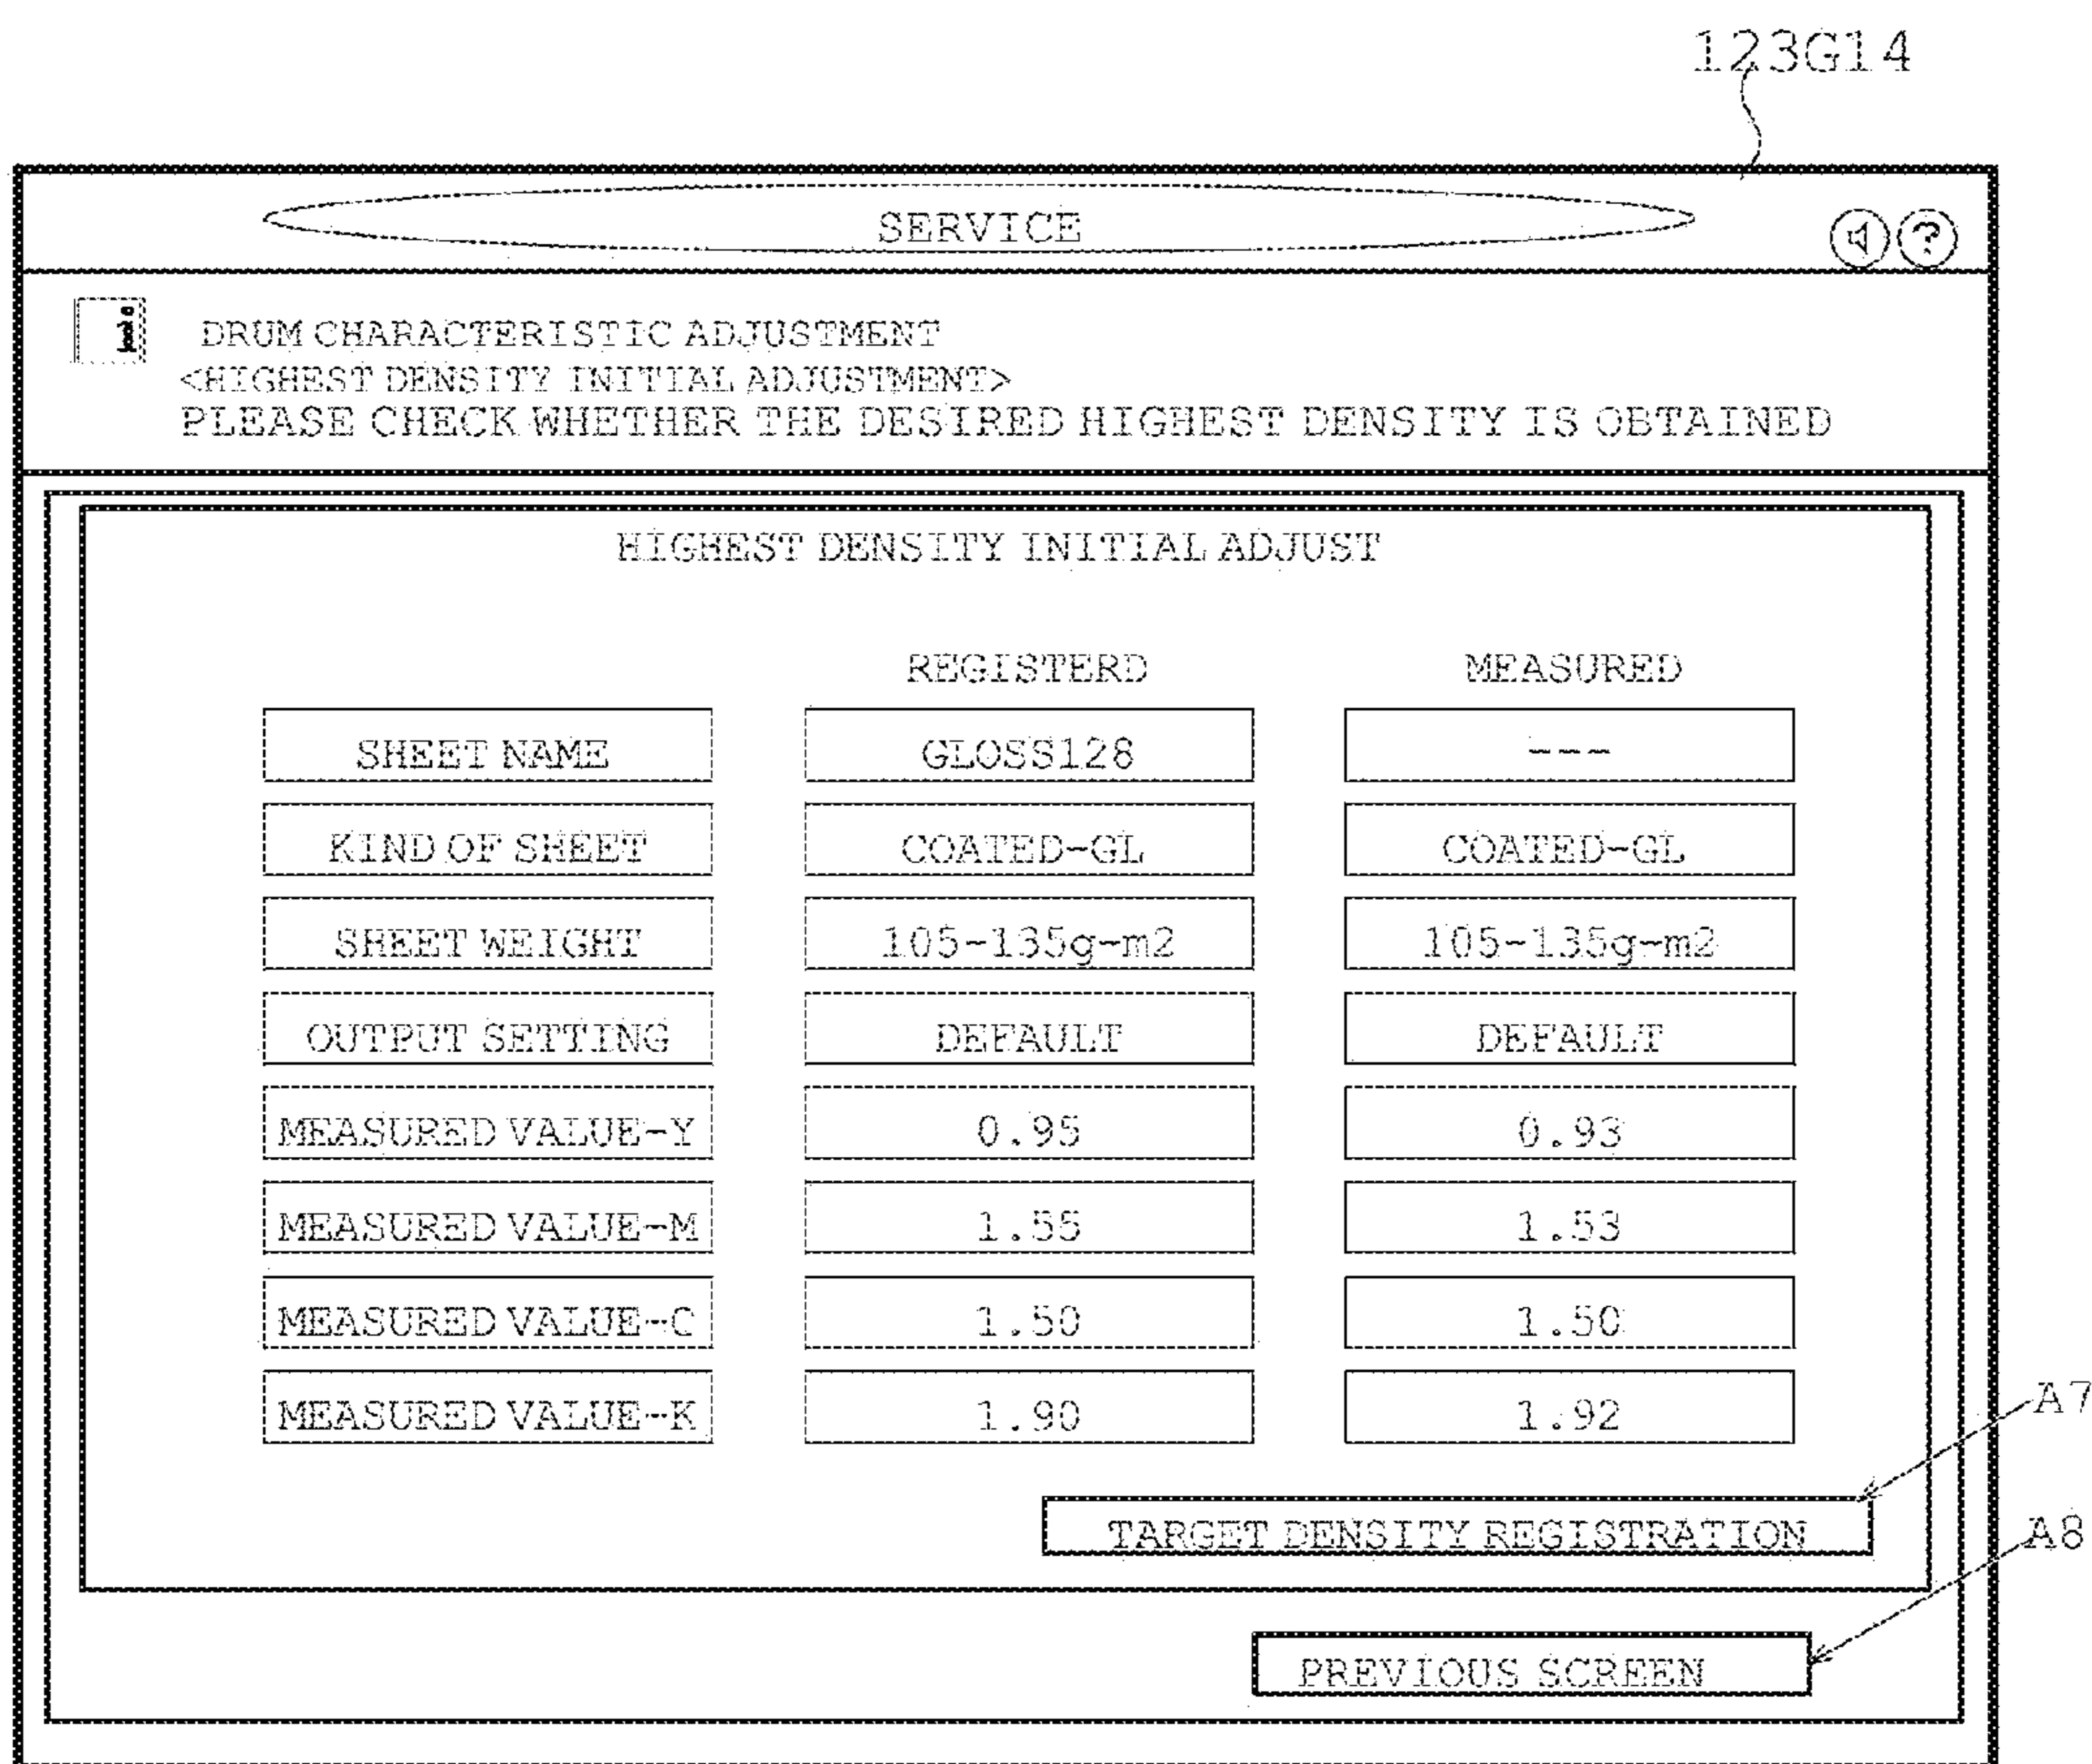 123G14
SERVICE
?
i DRUM CHARACTERISTIC ADJUSTMENT
<HIGHEST DENSITY INITIAL ADJUSTMENT>
PLEASE CHECK WHETHER THE DESIRED HIGHEST DENSITY IS OBTAINED
HIGHEST DENSITY INITIAL ADJUST
REGISTERD MEASURED
SHEET NAME GLOSS128 ---
KIND OF SHEET COATED-GL COATED-GL
SHEET WEIGHT 105-135g-m2 105-135g-m2
OUTPUT SETTING DEFAULT DEFAULT
MEASURED VALUE-Y 0.95 0.93
MEASURED VALUE-M 1.55 1.53
MEASURED VALUE-C 1.50 1.50
MEASURED VALUE-K 1.90 1.92
A7
TARGET DENSITY REGISTRATION
A8
PREVIOUS SCREEN